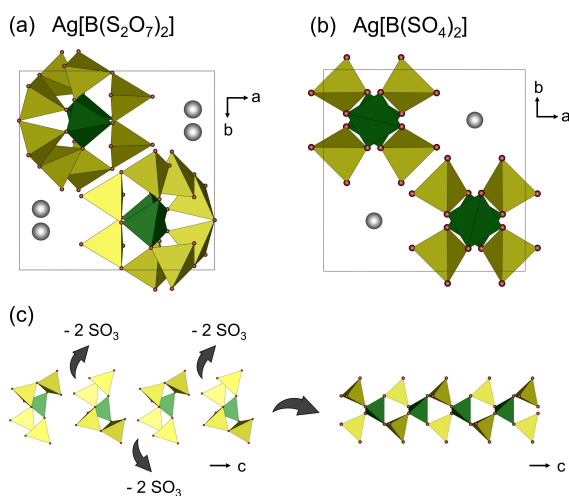 (a) Ag[B(S₂O₇)₂]
(b) Ag[B(SO₄)₂]
a
b
b
a
(c)
- 2 SO₃
- 2 SO₃
- 2 SO₃
c
c